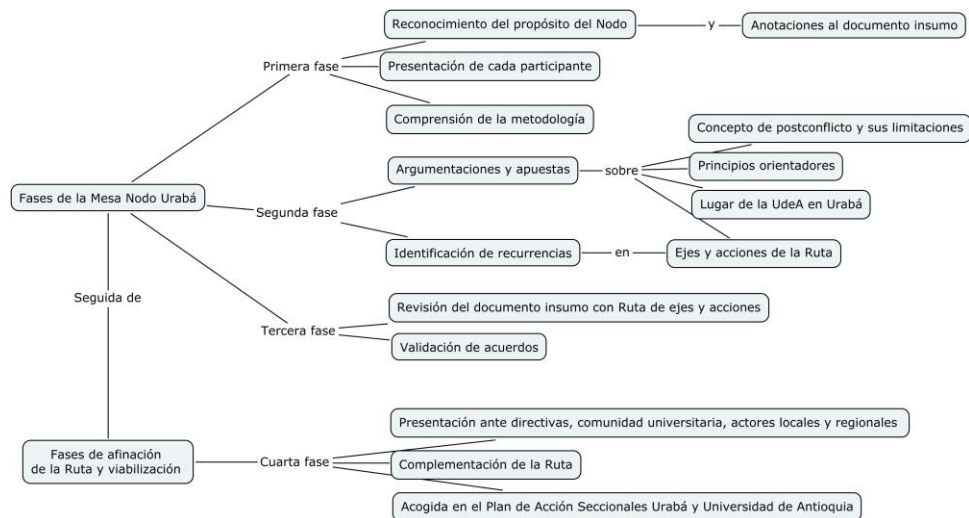 Reconocimiento del propósito del Nodo
y
Anotaciones al documento insumo
Primera fase
Presentación de cada participante
Comprensión de la metodología
Concepto de postconflicto y sus limitaciones
Argumentaciones y apuestas
sobre
Principios orientadores
Fases de la Mesa Nodo Urabá
Segunda fase
Lugar de la UdeA en Urabá
Identificación de recurrencias
en
Ejes y acciones de la Ruta
Seguida de
Revisión del documento insumo con Ruta de ejes y acciones
Tercera fase
Validación de acuerdos
Presentación ante directivas, comunidad universitaria, actores locales y regionales
Fases de afinación
de la Ruta y viabilización
Cuarta fase
Complementación de la Ruta
Acogida en el Plan de Acción Seccionales Urabá y Universidad de Antioquia